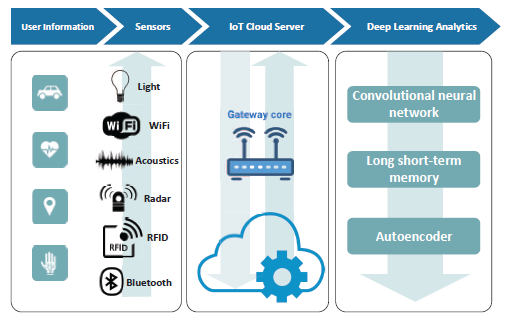 User Information
Sensors
IoT Cloud Server
Deep Learning Analytics
Light
WiFi
WiFi
Acoustics
Radar
RFID
RFID
Bluetooth
Gateway core
Convolutional neural
network
Long short-term
memory
Autoencoder